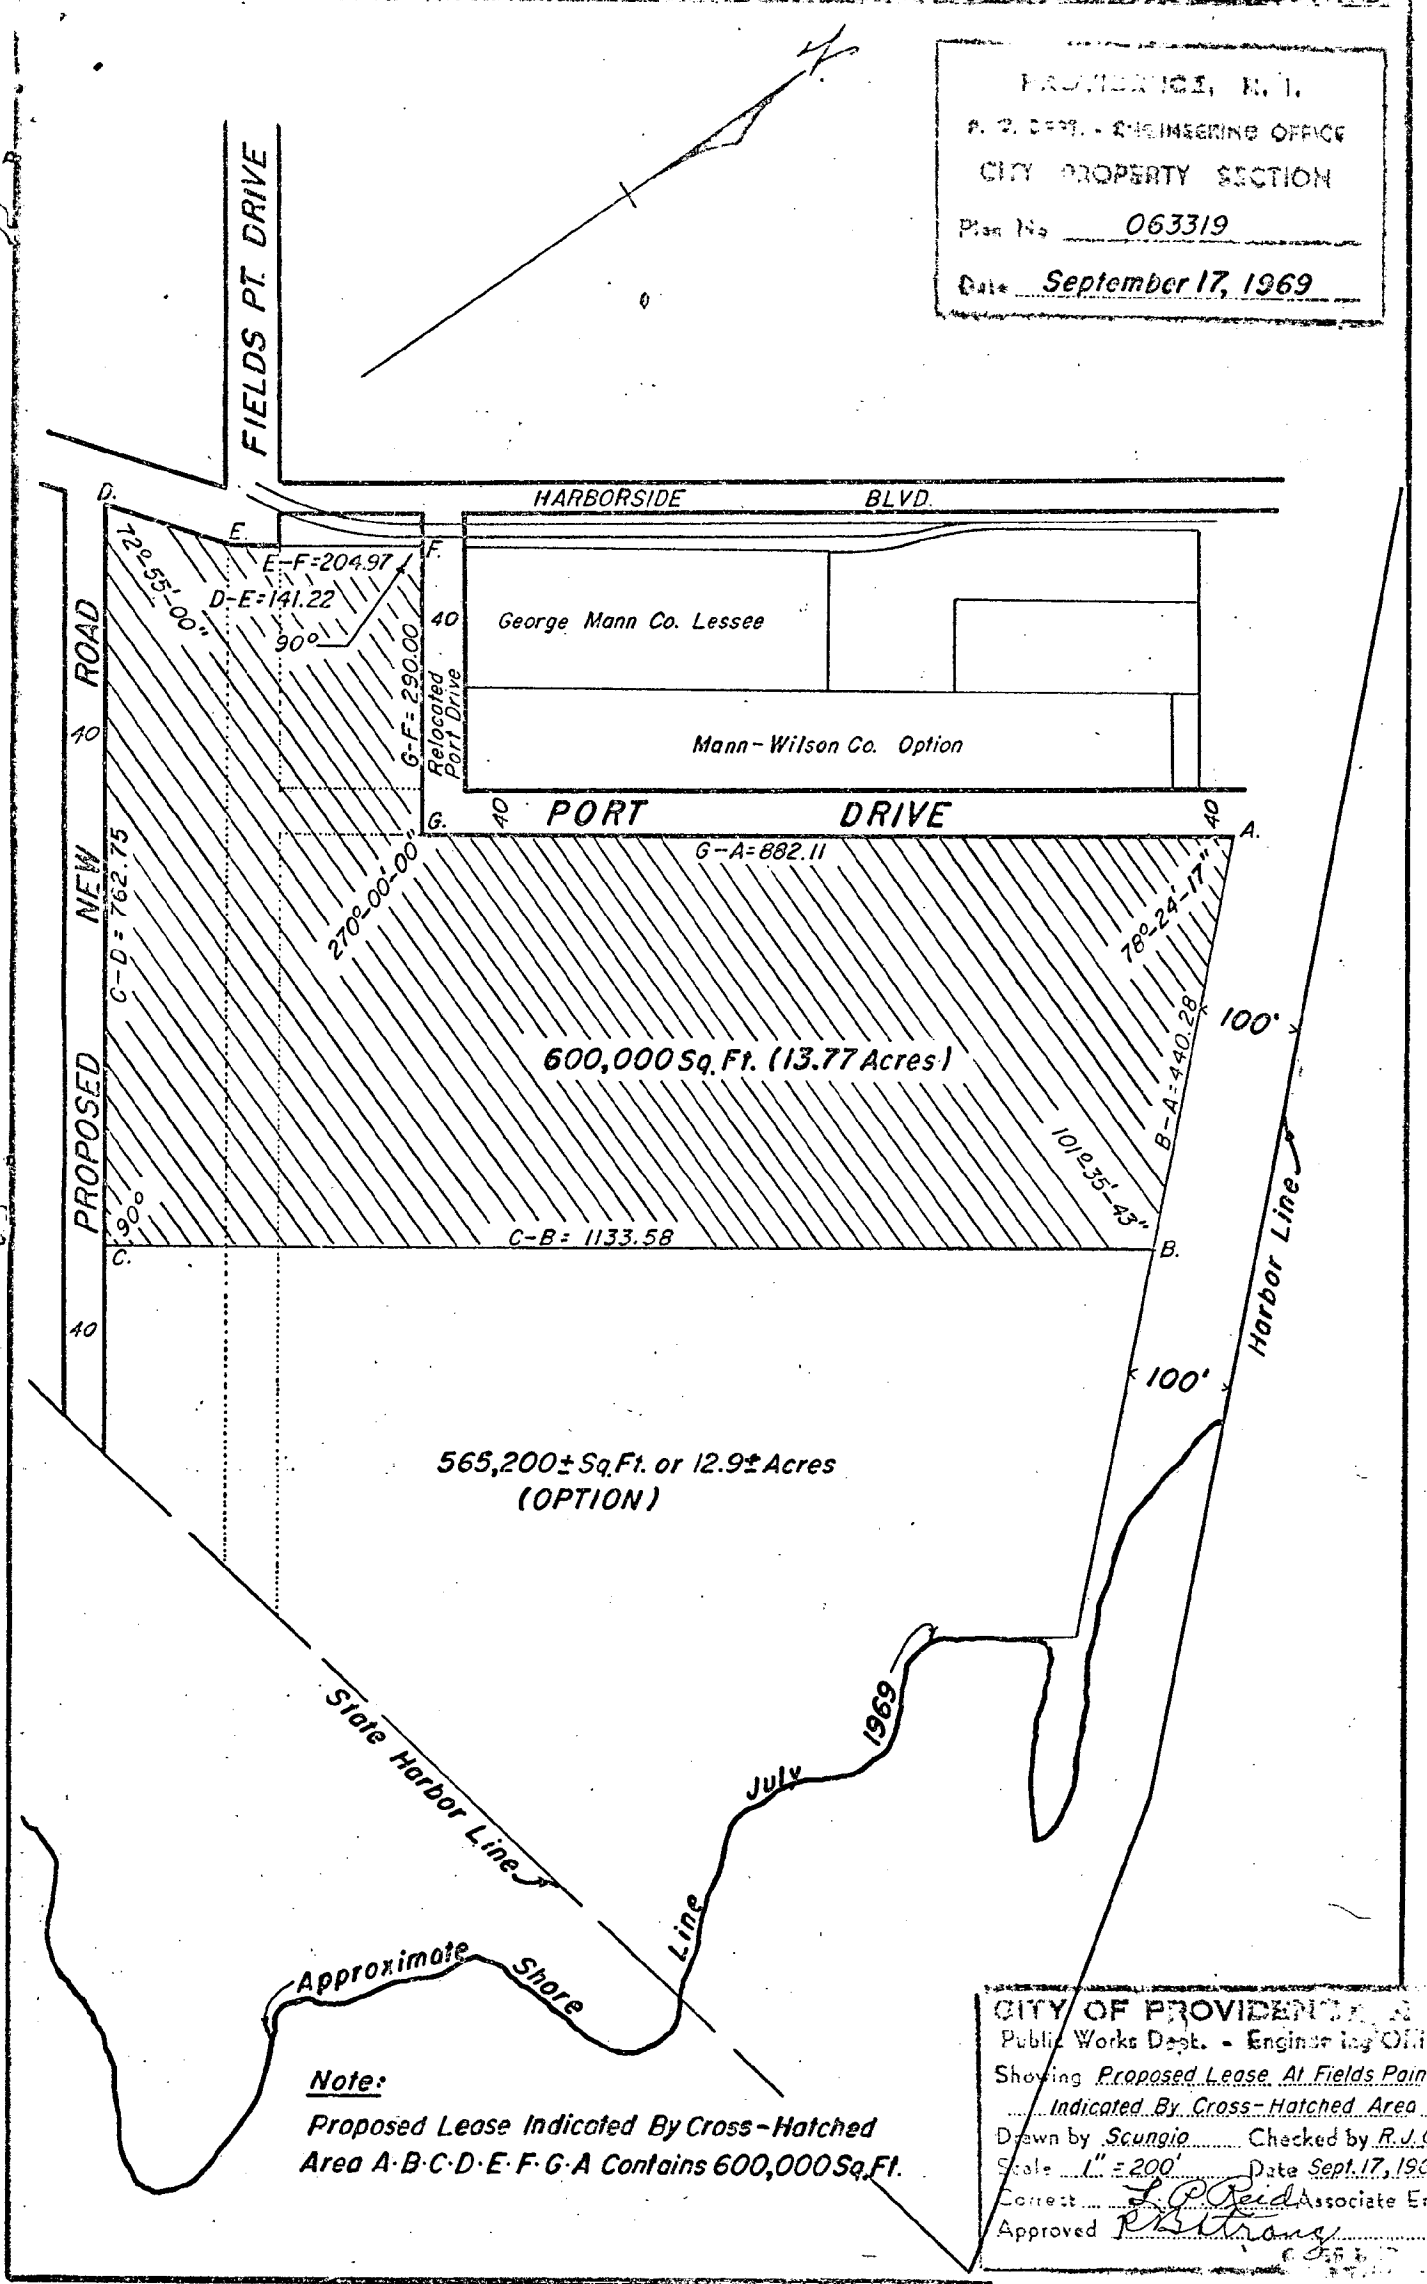 CITY PROPERTY SECTION
Plan No 063319
Date September 17, 1969
FIELDS PT. DRIVE
HARBORSIDE BLVD.
D.
E.
F.
72°-55'-00"
E-F=204.97
D-E=141.22
90°
G-F=290.00
40
Relocated
Port Drive
George Mann Co. Lessee
Mann-Wilson Co. Option
PROPOSED NEW ROAD
40
40
C-D=762.75
G.
40
PORT DRIVE
40
A.
G-A=882.11
270°-00'-00"
78°-24'-17"
B-A=440.28
100'
600,000 Sq. Ft. (13.77 Acres)
101°-35'-43"
90°
C-B= 1133.58
C.
B.
Harbor Line
100'
565,200± Sq. Ft. or 12.9± Acres
(OPTION)
State Harbor Line
Approximate Shore Line July 1969
Note:
Proposed Lease Indicated By Cross-Hatched
Area A-B-C-D-E-F-G-A Contains 600,000 Sq. Ft.
CITY OF PROVIDENCE
Public Works Dept. - Engineering
Showing Proposed Lease At Fields
Indicated By Cross-Hatched Area
Drawn by Scungio Checked by R.J.
Scale 1"=200' Date Sept. 17,
Correct L. P. Reid Associate
Approved